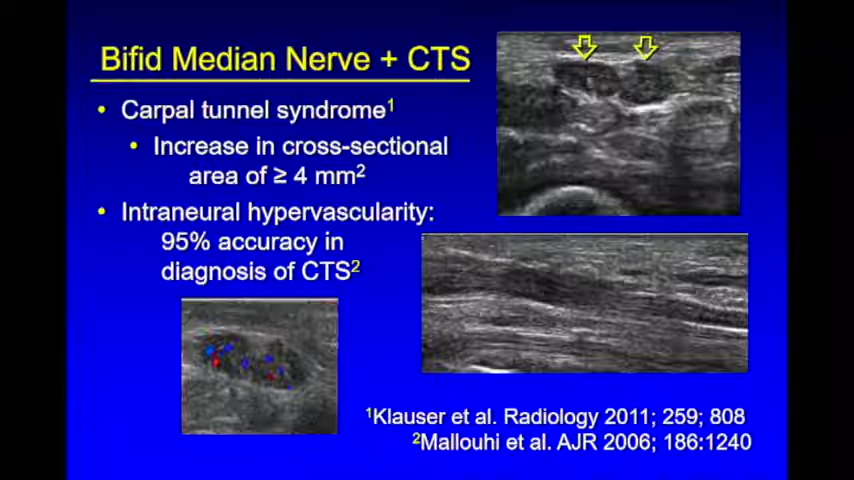 Bifid Median Nerve + CTS
• Carpal tunnel syndrome¹
• Increase in cross-sectional
area of ≥ 4 mm²
• Intraneural hypervascularity:
95% accuracy in
diagnosis of CTS²
¹Klauser et al. Radiology 2011; 259; 808
²Mallouhi et al. AJR 2006; 186:1240